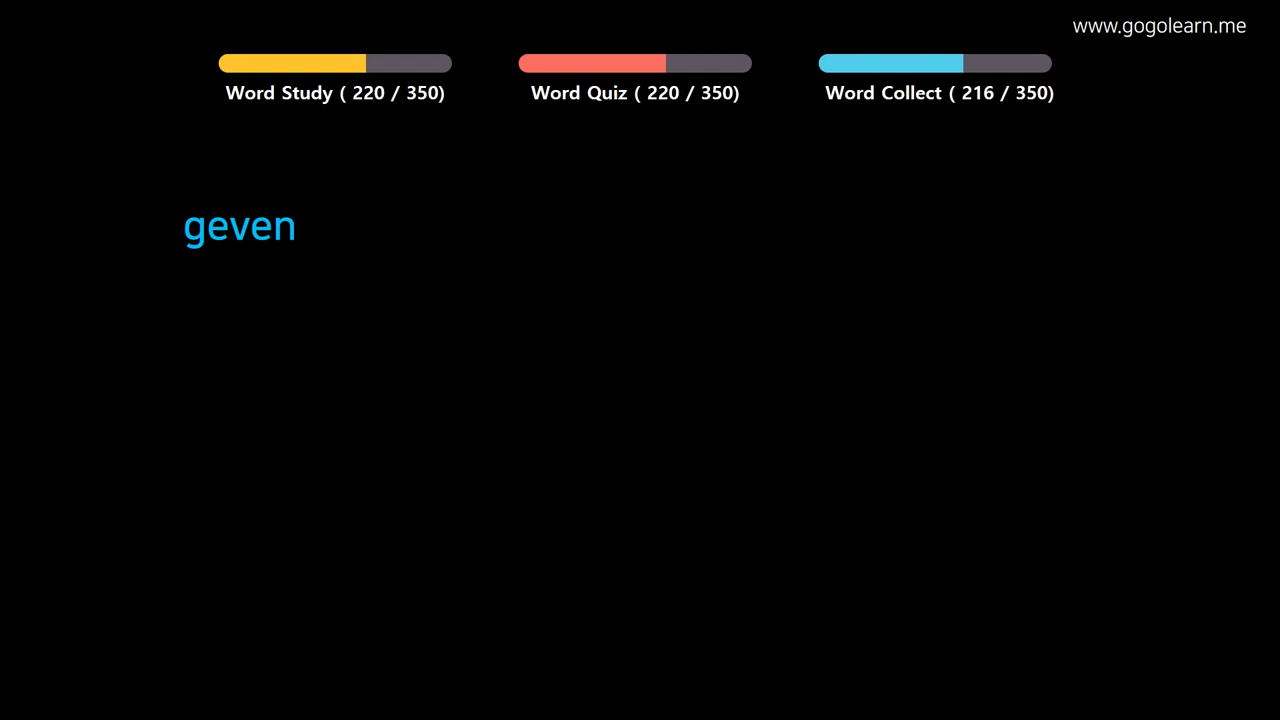 www.gogolearn.me
Word Study ( 220 / 350)
Word Quiz ( 220 / 350)
Word Collect ( 216 / 350)
geven